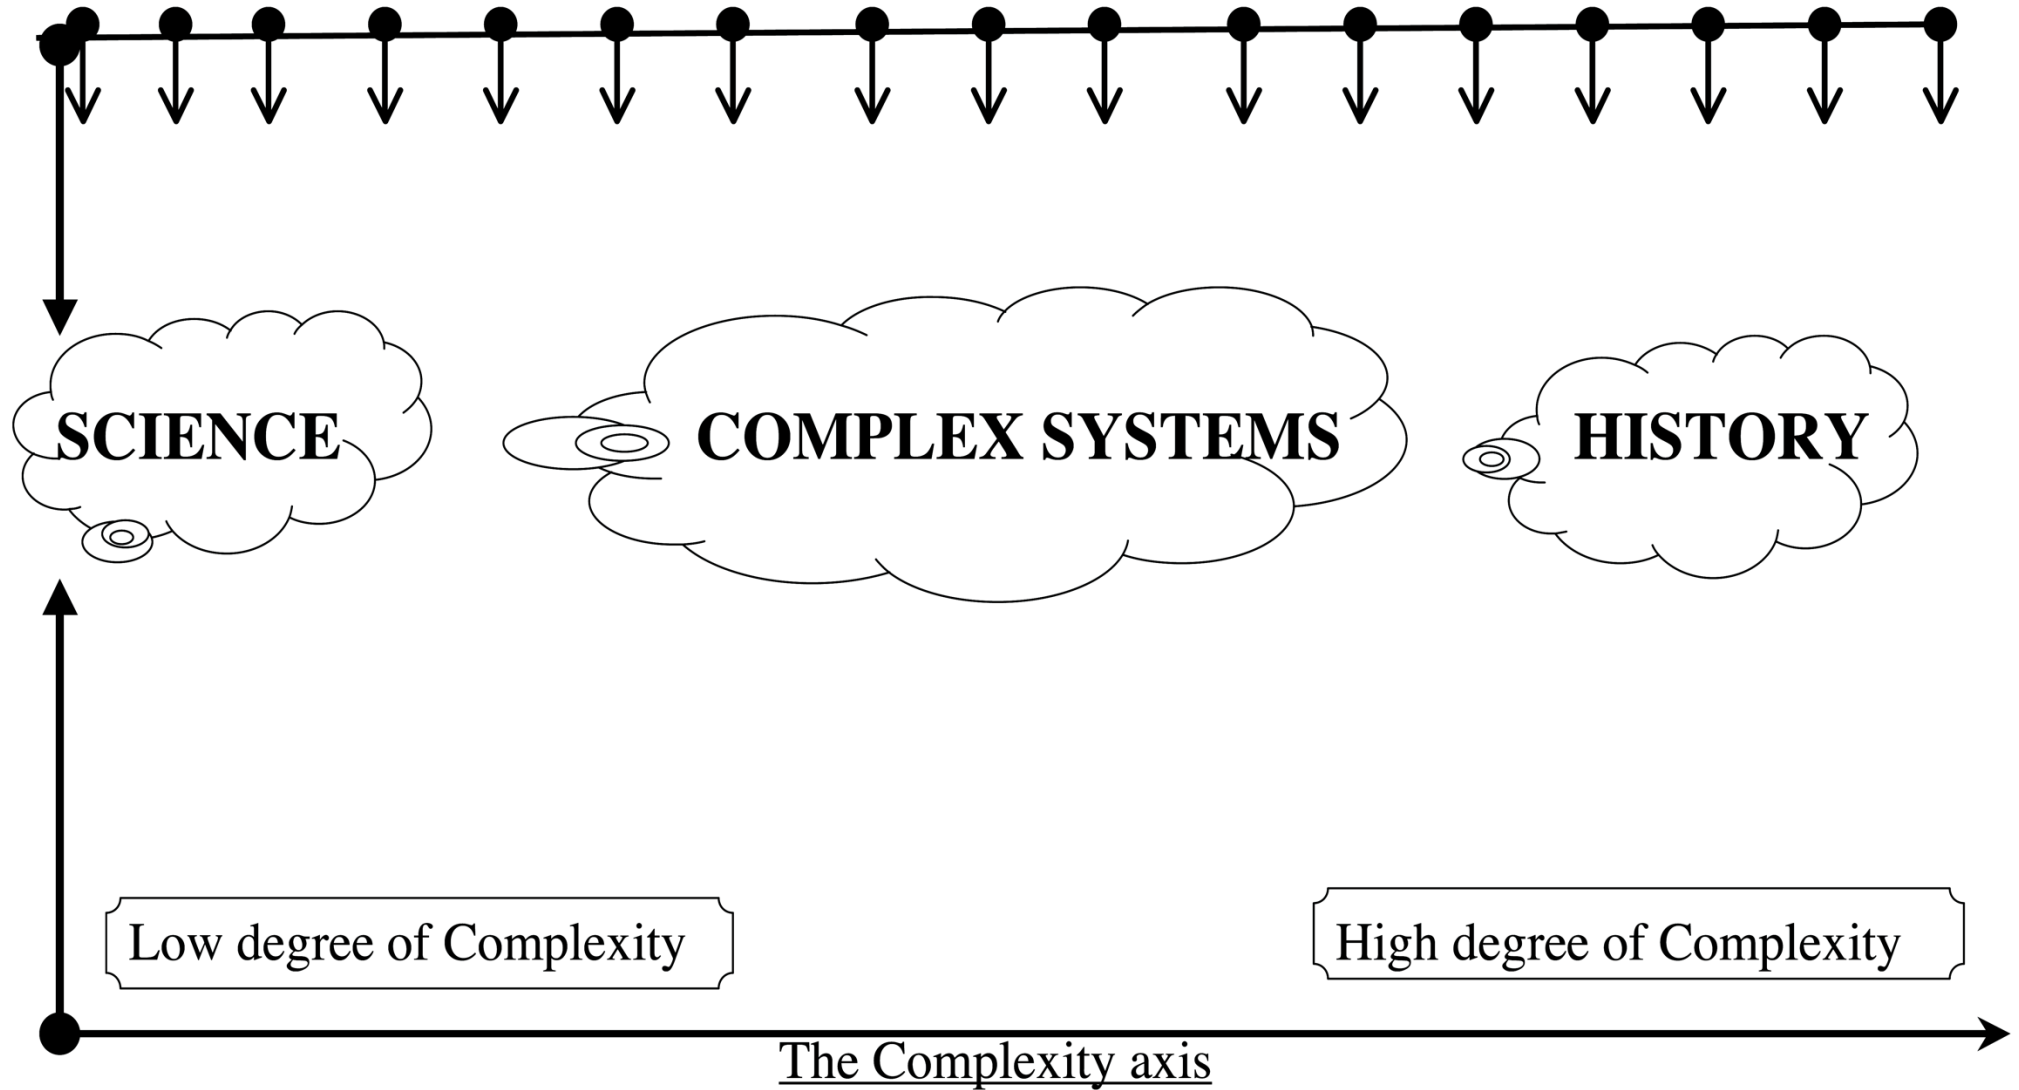 SCIENCE
COMPLEX SYSTEMS
HISTORY
Low degree of Complexity
High degree of Complexity
The Complexity axis